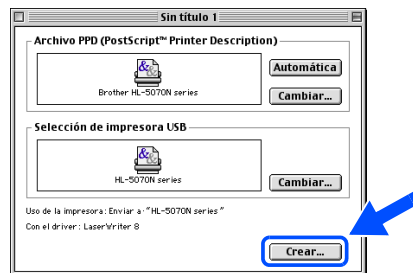 Sin título 1
Archivo PPD (PostScript™ Printer Description)
Automática
Brother HL-5070N series
Cambiar...
Selección de impresora USB
HL-5070N series
Cambiar...
Uso de la impresora: Enviar a "HL-5070N series"
Con el driver: LaserWriter 8
Crear...